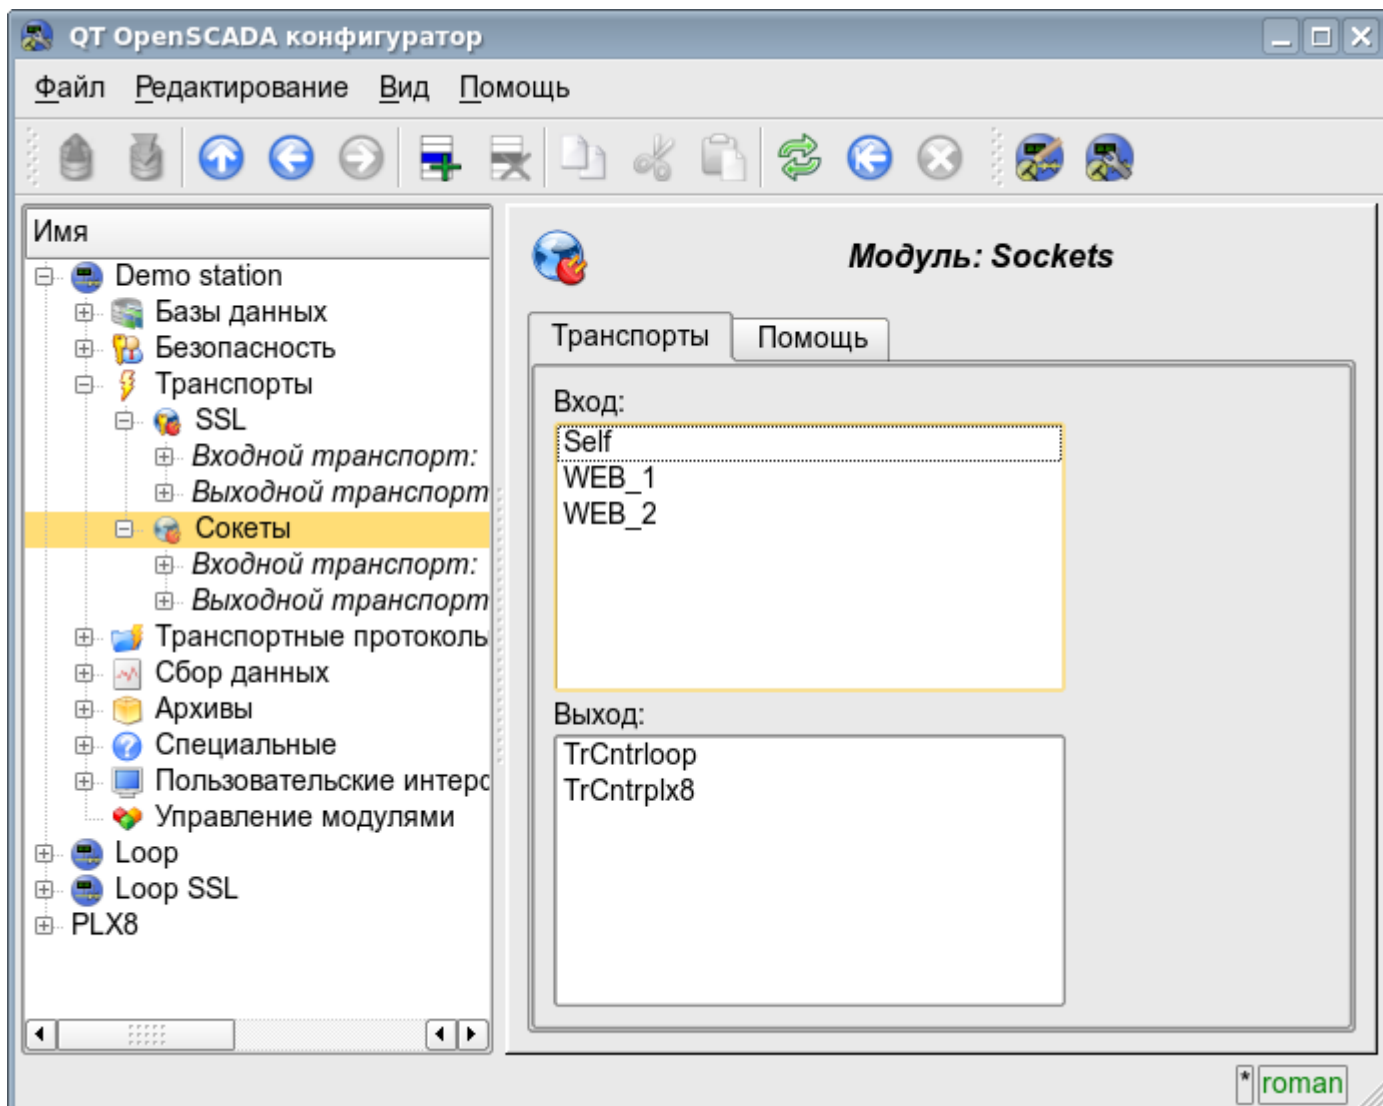 QT OpenSCADA конфигуратор
Файл Редактирование Вид Помощь
Имя
Demo station
Базы данных
Безопасность
Транспорты
SSL
Входной транспорт:
Выходной транспорт
Сокеты
Входной транспорт:
Выходной транспорт
Транспортные протоколь
Сбор данных
Архивы
Специальные
Пользовательские интерс
Управление модулями
Loop
Loop SSL
PLX8
Модуль: Sockets
Транспорты Помощь
Вход:
Self
WEB_1
WEB_2
Выход:
TrCntrloop
TrCntrplx8
* roman